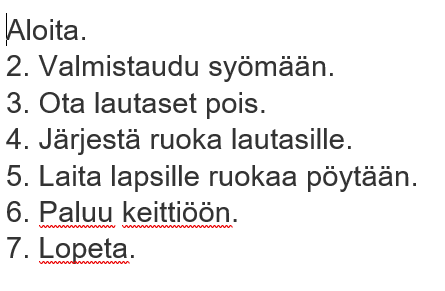 Aloita.
2. Valmistaudu syömään.
3. Ota lautaset pois.
4. Järjestä ruoka lautasille.
5. Laita lapsille ruokaa pöytään.
6. Paluu keittiöön.
7. Lopeta.